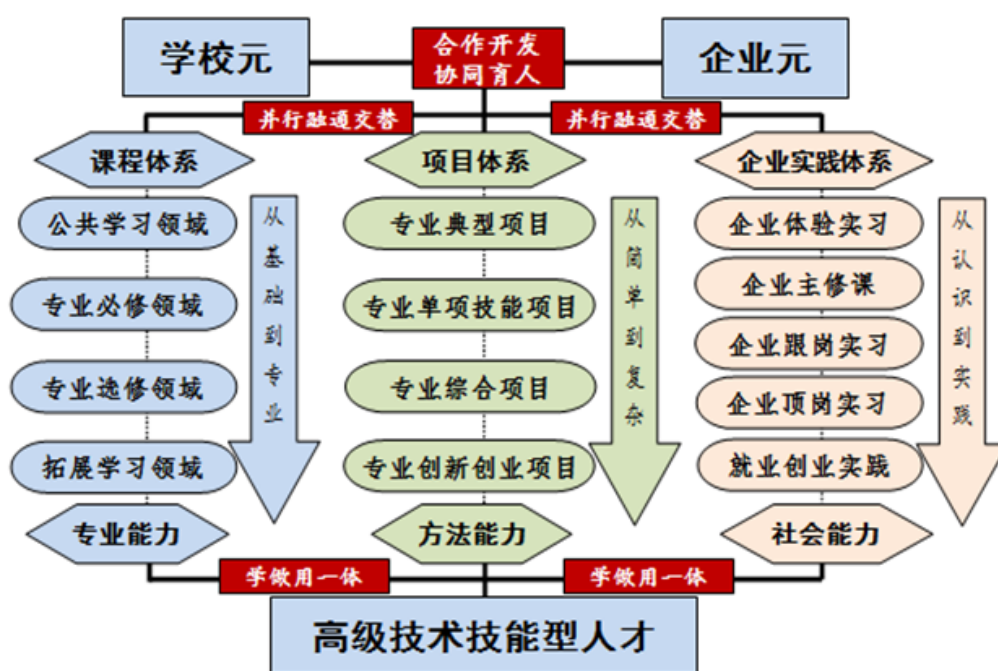 学校元
合作开发
协同育人
企业元
并行融通交替
并行融通交替
课程体系
项目体系
企业实践体系
公共学习领域
专业必修领域
专业选修领域
拓展学习领域
从基础到专业
专业典型项目
专业单项技能项目
专业综合项目
专业创新创业项目
从简单到复杂
企业体验实习
企业主修课
企业跟岗实习
企业顶岗实习
就业创业实践
从认识到实践
专业能力
方法能力
社会能力
学做用一体
学做用一体
高级技术技能型人才